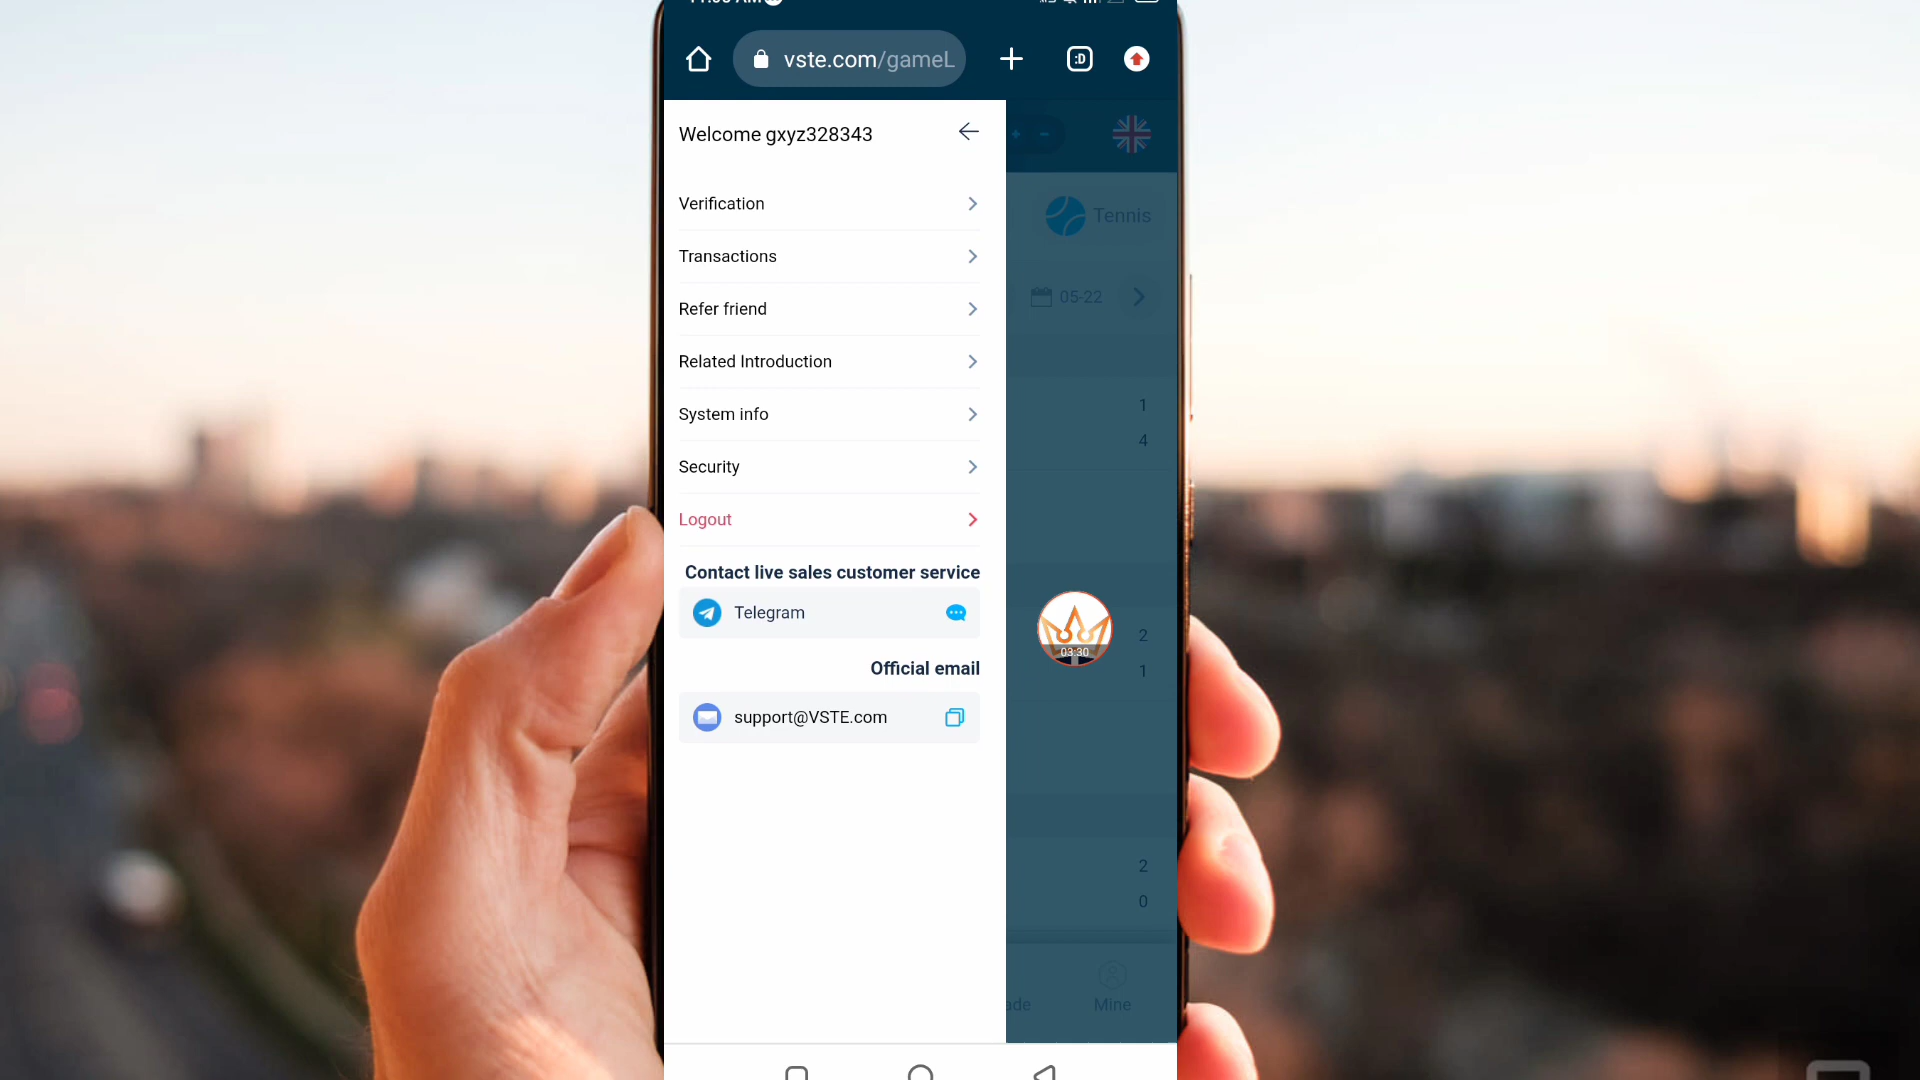 vste.com/gameL
:D
Welcome gxyz328343
Verification
Transactions
Refer friend
Related Introduction
System info
Security
Logout
Contact live sales customer service
Telegram
Official email
support@VSTE.com
Tennis
05-22
1
4
03:30
2
1
2
0
ade
Mine